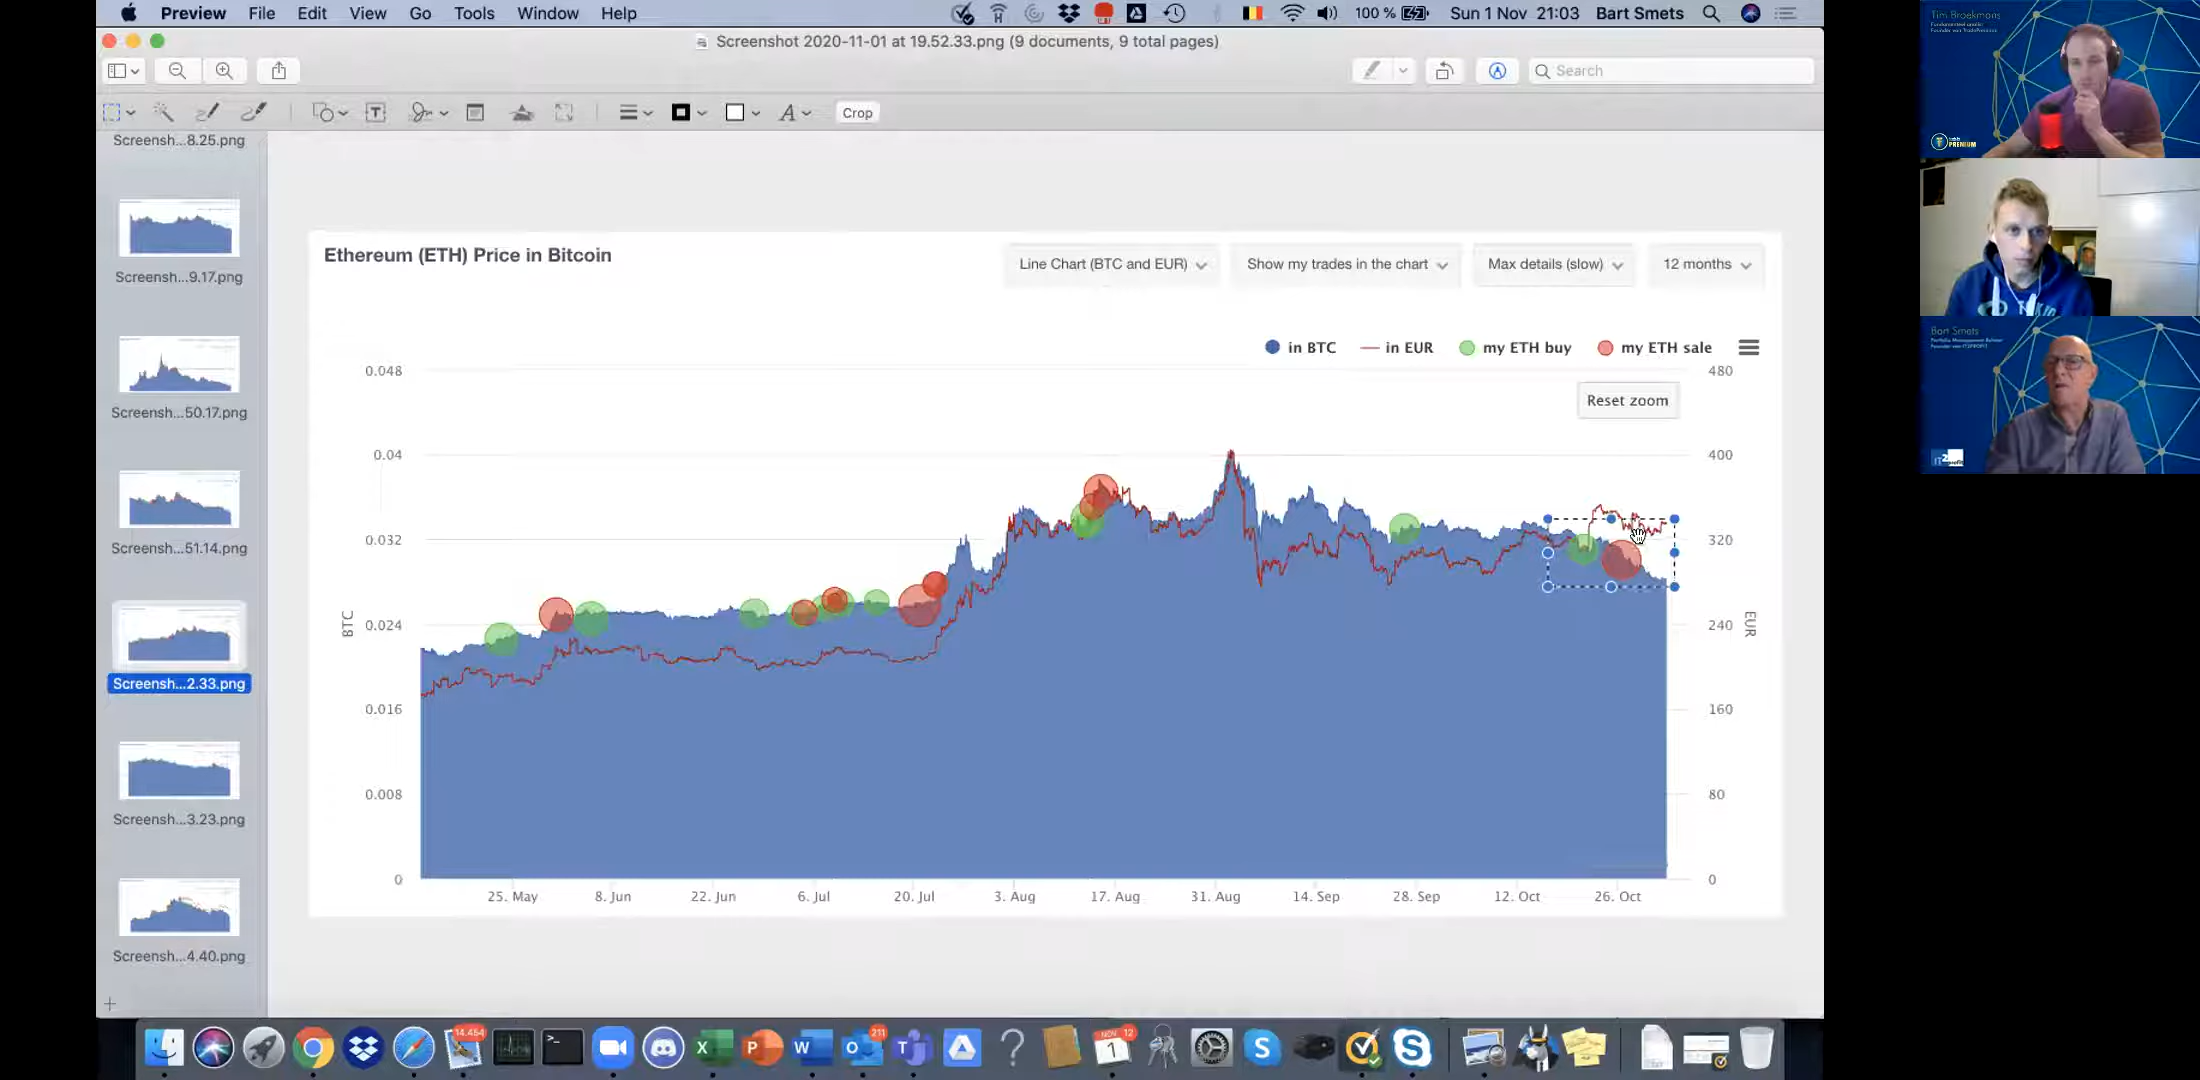 Preview File Edit View Go Tools Window Help 100 % Sun 1 Nov 21:03 Bart Smets
Screenshot 2020-11-01 at 19.52.33.png (9 documents, 9 total pages)
Search
Crop
Screensh...8.25.png
Screensh...9.17.png
Screensh...50.17.png
Screensh...51.14.png
Screensh...2.33.png
Screensh...3.23.png
Screensh...4.40.png
Ethereum (ETH) Price in Bitcoin
Line Chart (BTC and EUR) Show my trades in the chart Max details (slow) 12 months
in BTC in EUR my ETH buy my ETH sale
Reset zoom
0.048 480
0.04 400
0.032 320
0.024 240
0.016 160
0.008 80
0 0
BTC
EUR
25. May 8. Jun 22. Jun 6. Jul 20. Jul 3. Aug 17. Aug 31. Aug 14. Sep 28. Sep 12. Oct 26. Oct
14.454 211 NOV 12 1
Tim Broekmans
PREMIUM
Bart Smets